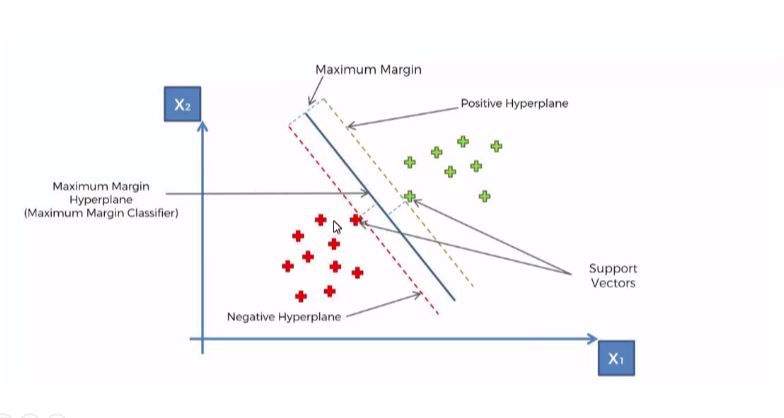 Maximum Margin
X2
Positive Hyperplane
Maximum Margin
Hyperplane
(Maximum Margin Classifier)
Support
Vectors
Negative Hyperplane
X1